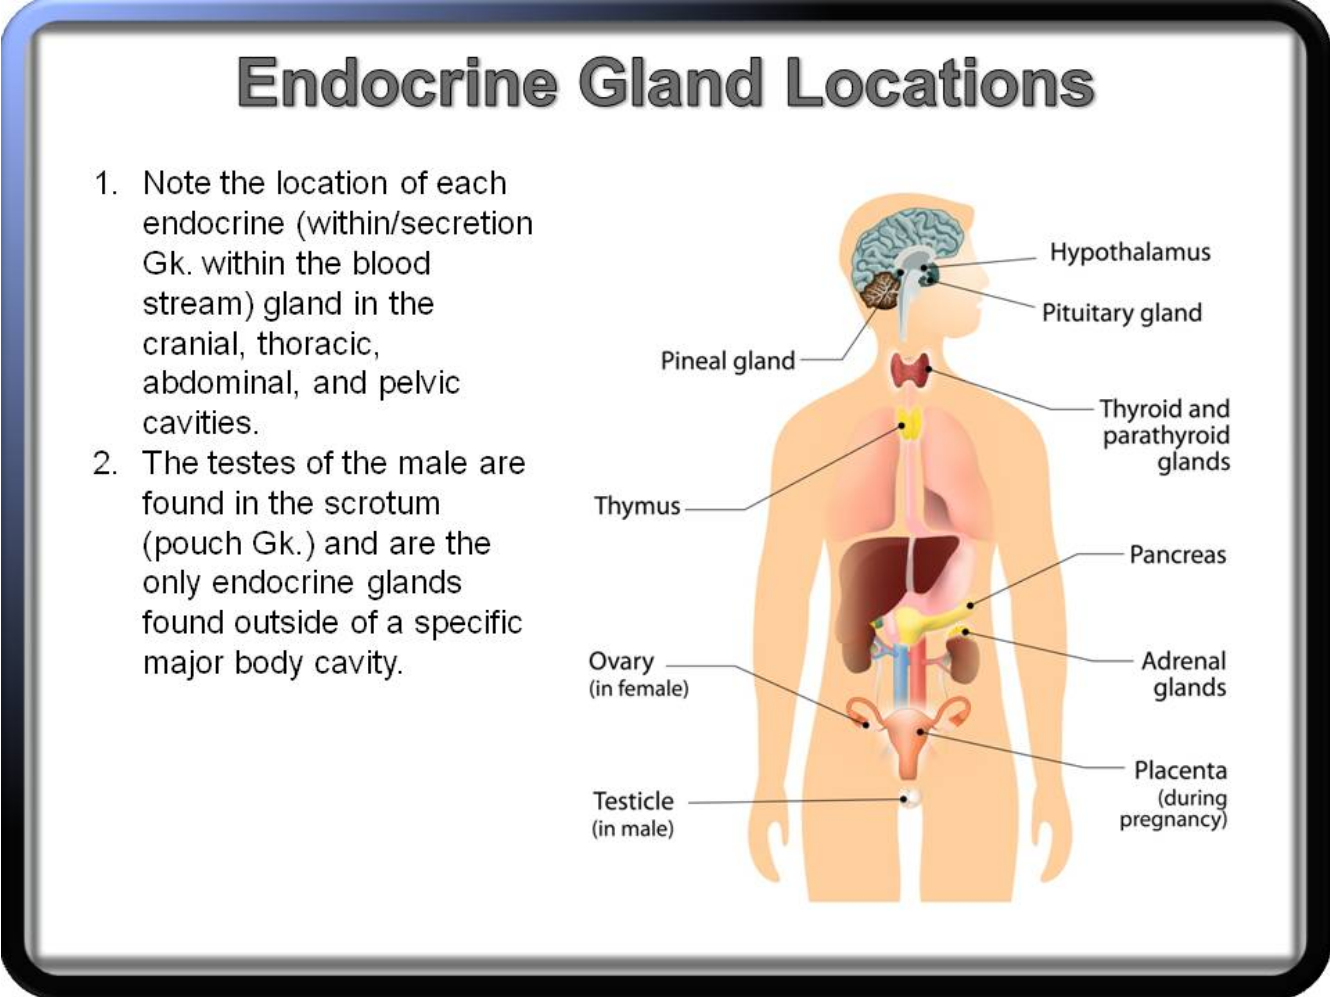 Endocrine Gland Locations
1. Note the location of each
endocrine (within/secretion
Gk. within the blood
stream) gland in the
cranial, thoracic,
abdominal, and pelvic
cavities.
2. The testes of the male are
found in the scrotum
(pouch Gk.) and are the
only endocrine glands
found outside of a specific
major body cavity.
Hypothalamus
Pituitary gland
Pineal gland
Thyroid and
parathyroid
glands
Thymus
Pancreas
Ovary
(in female)
Adrenal
glands
Placenta
(during
pregnancy)
Testicle
(in male)